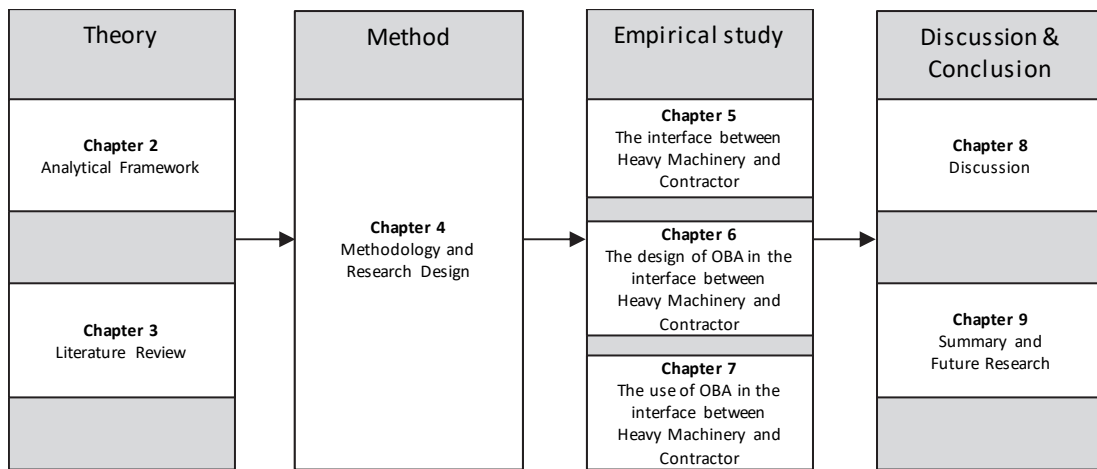 Theory
Chapter 2
Analytical Framework
Chapter 3
Literature Review
Method
Chapter 4
Methodology and
Research Design
Empirical study
Chapter 5
The interface between
Heavy Machinery and
Contractor
Chapter 6
The design of OBA in the
interface between
Heavy Machinery and
Contractor
Chapter 7
The use of OBA in the
interface between
Heavy Machinery and
Contractor
Discussion &
Conclusion
Chapter 8
Discussion
Chapter 9
Summary and
Future Research